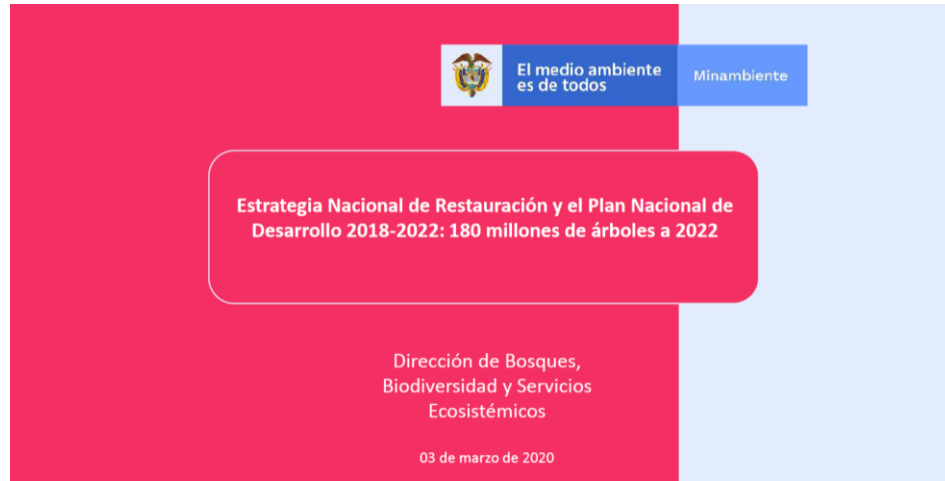 El medio ambiente
es de todos
Minambiente
Estrategia Nacional de Restauración y el Plan Nacional de
Desarrollo 2018-2022: 180 millones de árboles a 2022
Dirección de Bosques,
Biodiversidad y Servicios
Ecosistémicos
03 de marzo de 2020